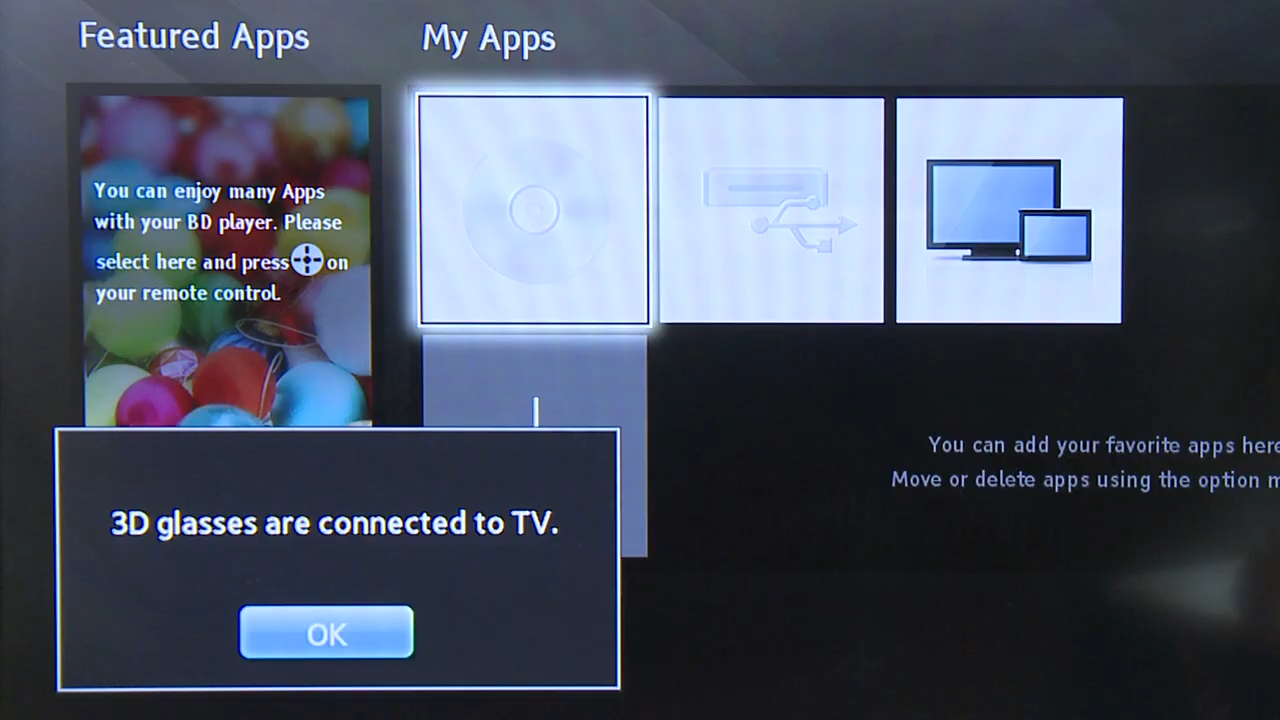 Featured Apps
My Apps
You can enjoy many Apps
with your BD player. Please
select here and press on
your remote control.
You can add your favorite apps here
Move or delete apps using the option
3D glasses are connected to TV.
OK